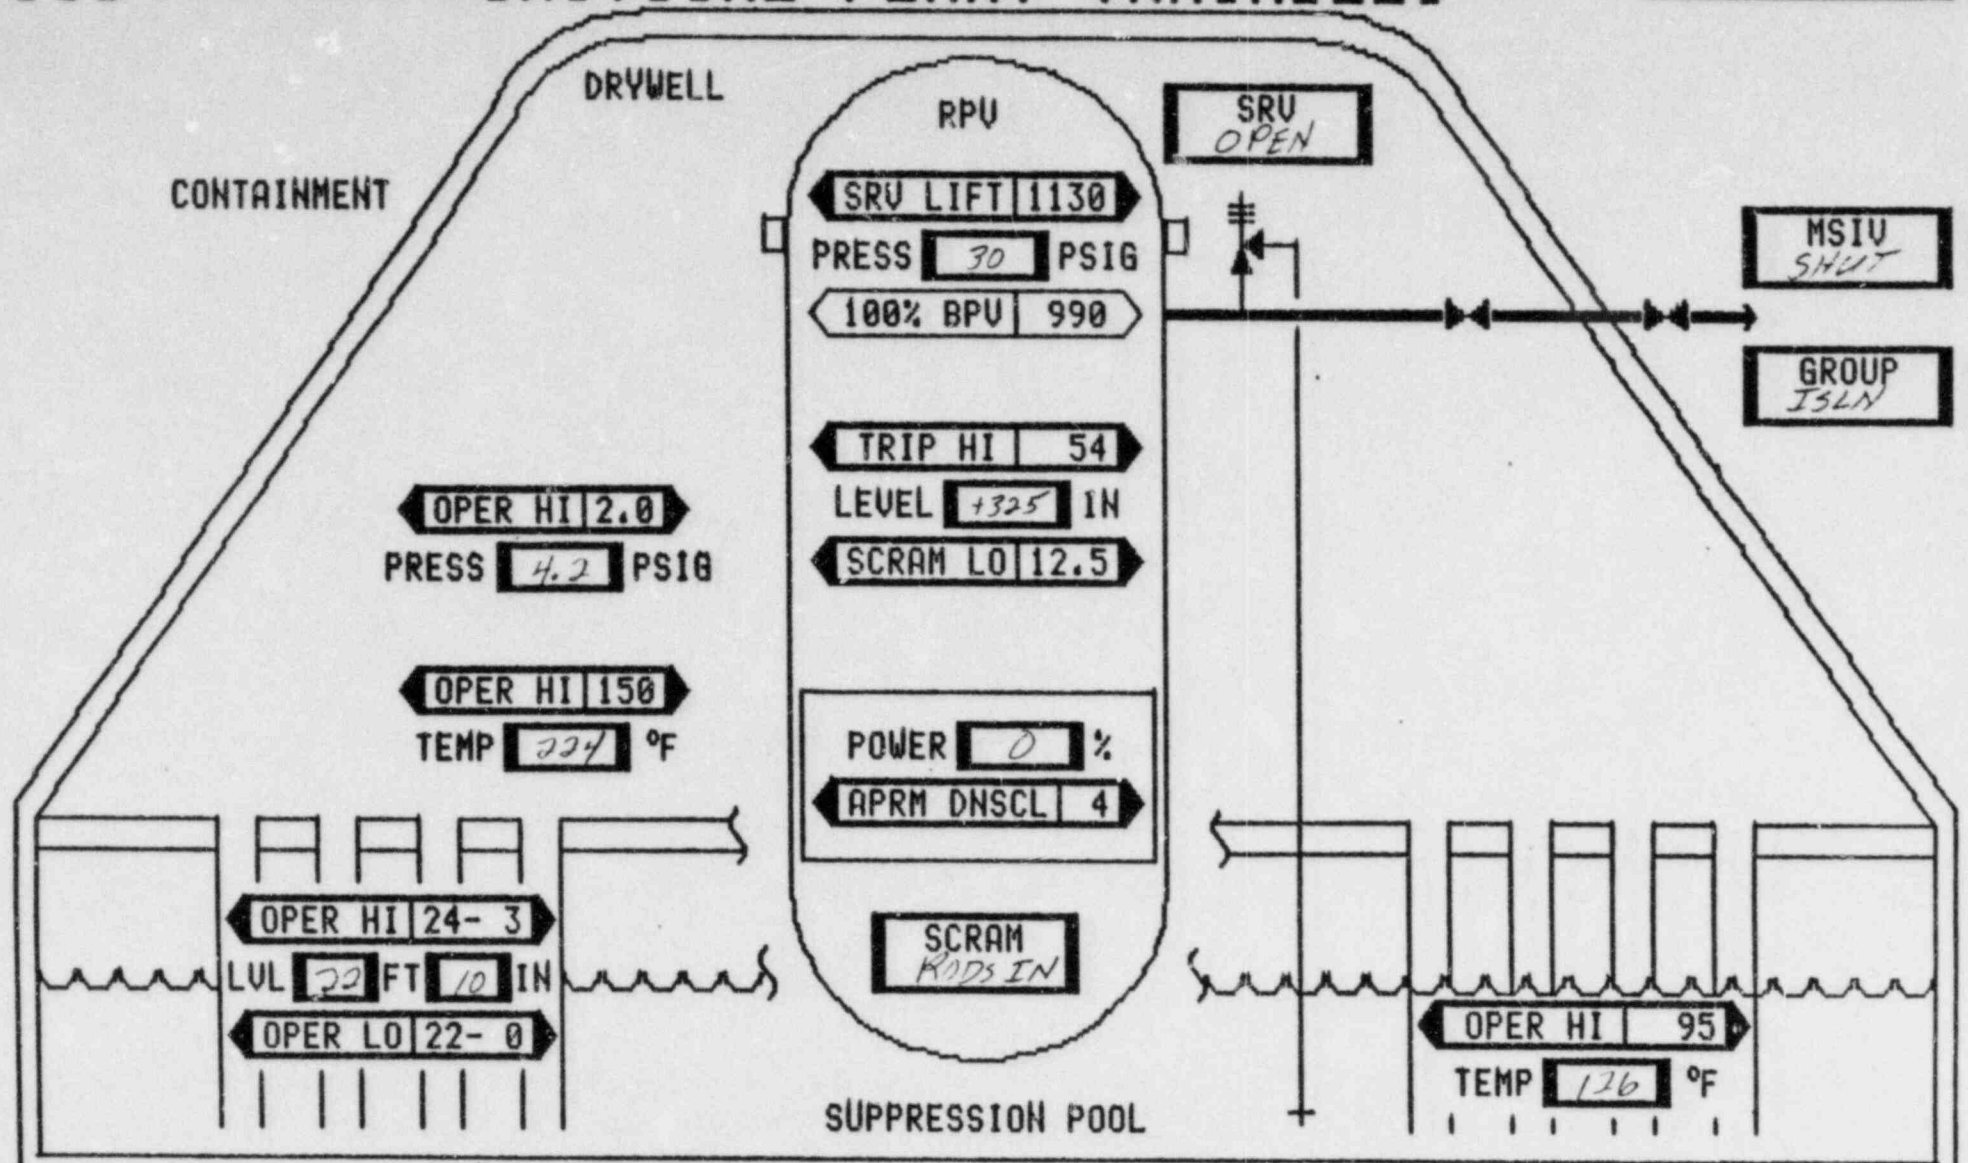 DRYWELL
RPV
SRV
OPEN
CONTAINMENT
SRV LIFT 1130
PRESS 30 PSIG
100% BPV 990
MSIV
SHUT
GROUP
ISLN
TRIP HI 54
LEVEL +325 IN
SCRAM LO 12.5
OPER HI 2.0
PRESS 4.2 PSIG
OPER HI 150
TEMP 224 °F
POWER 0 %
APRM DNSCL 4
OPER HI 24- 3
LVL 22 FT 10 IN
OPER LO 22- 0
SCRAM
RODS IN
OPER HI 95
TEMP 126 °F
SUPPRESSION POOL